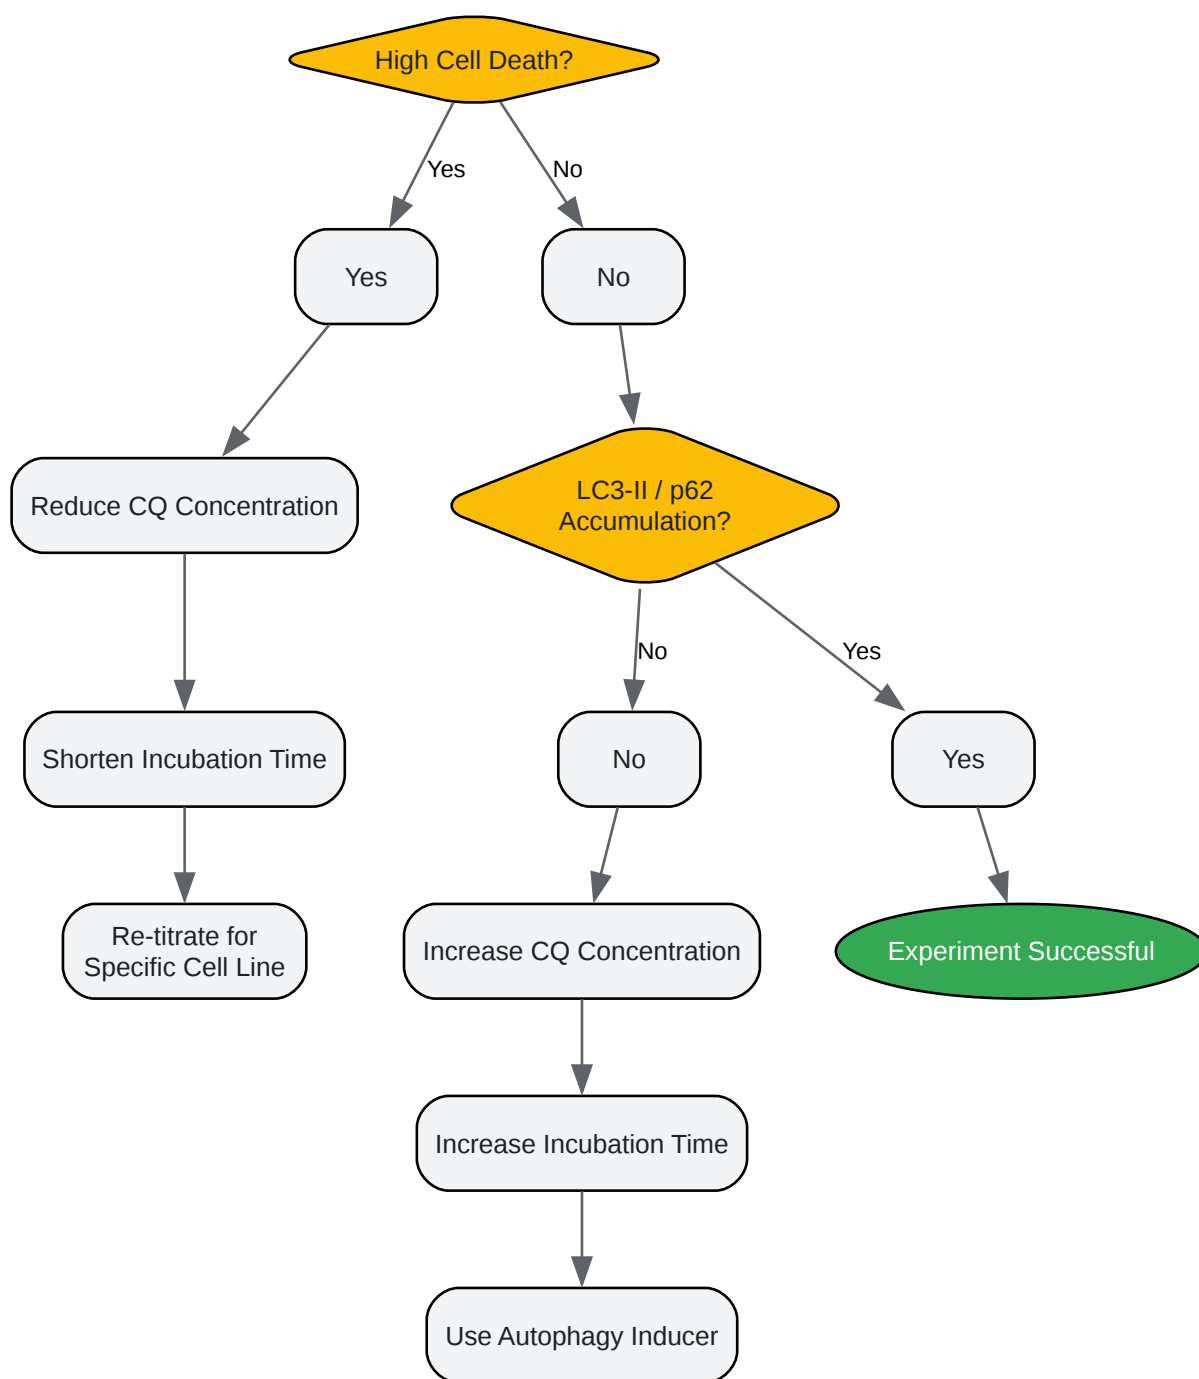 High Cell Death?
Yes
No
Yes
No
Reduce CQ Concentration
LC3-II / p62
Accumulation?
No
Yes
Shorten Incubation Time
No
Yes
Re-titrate for
Specific Cell Line
Increase CQ Concentration
Experiment Successful
Increase Incubation Time
Use Autophagy Inducer